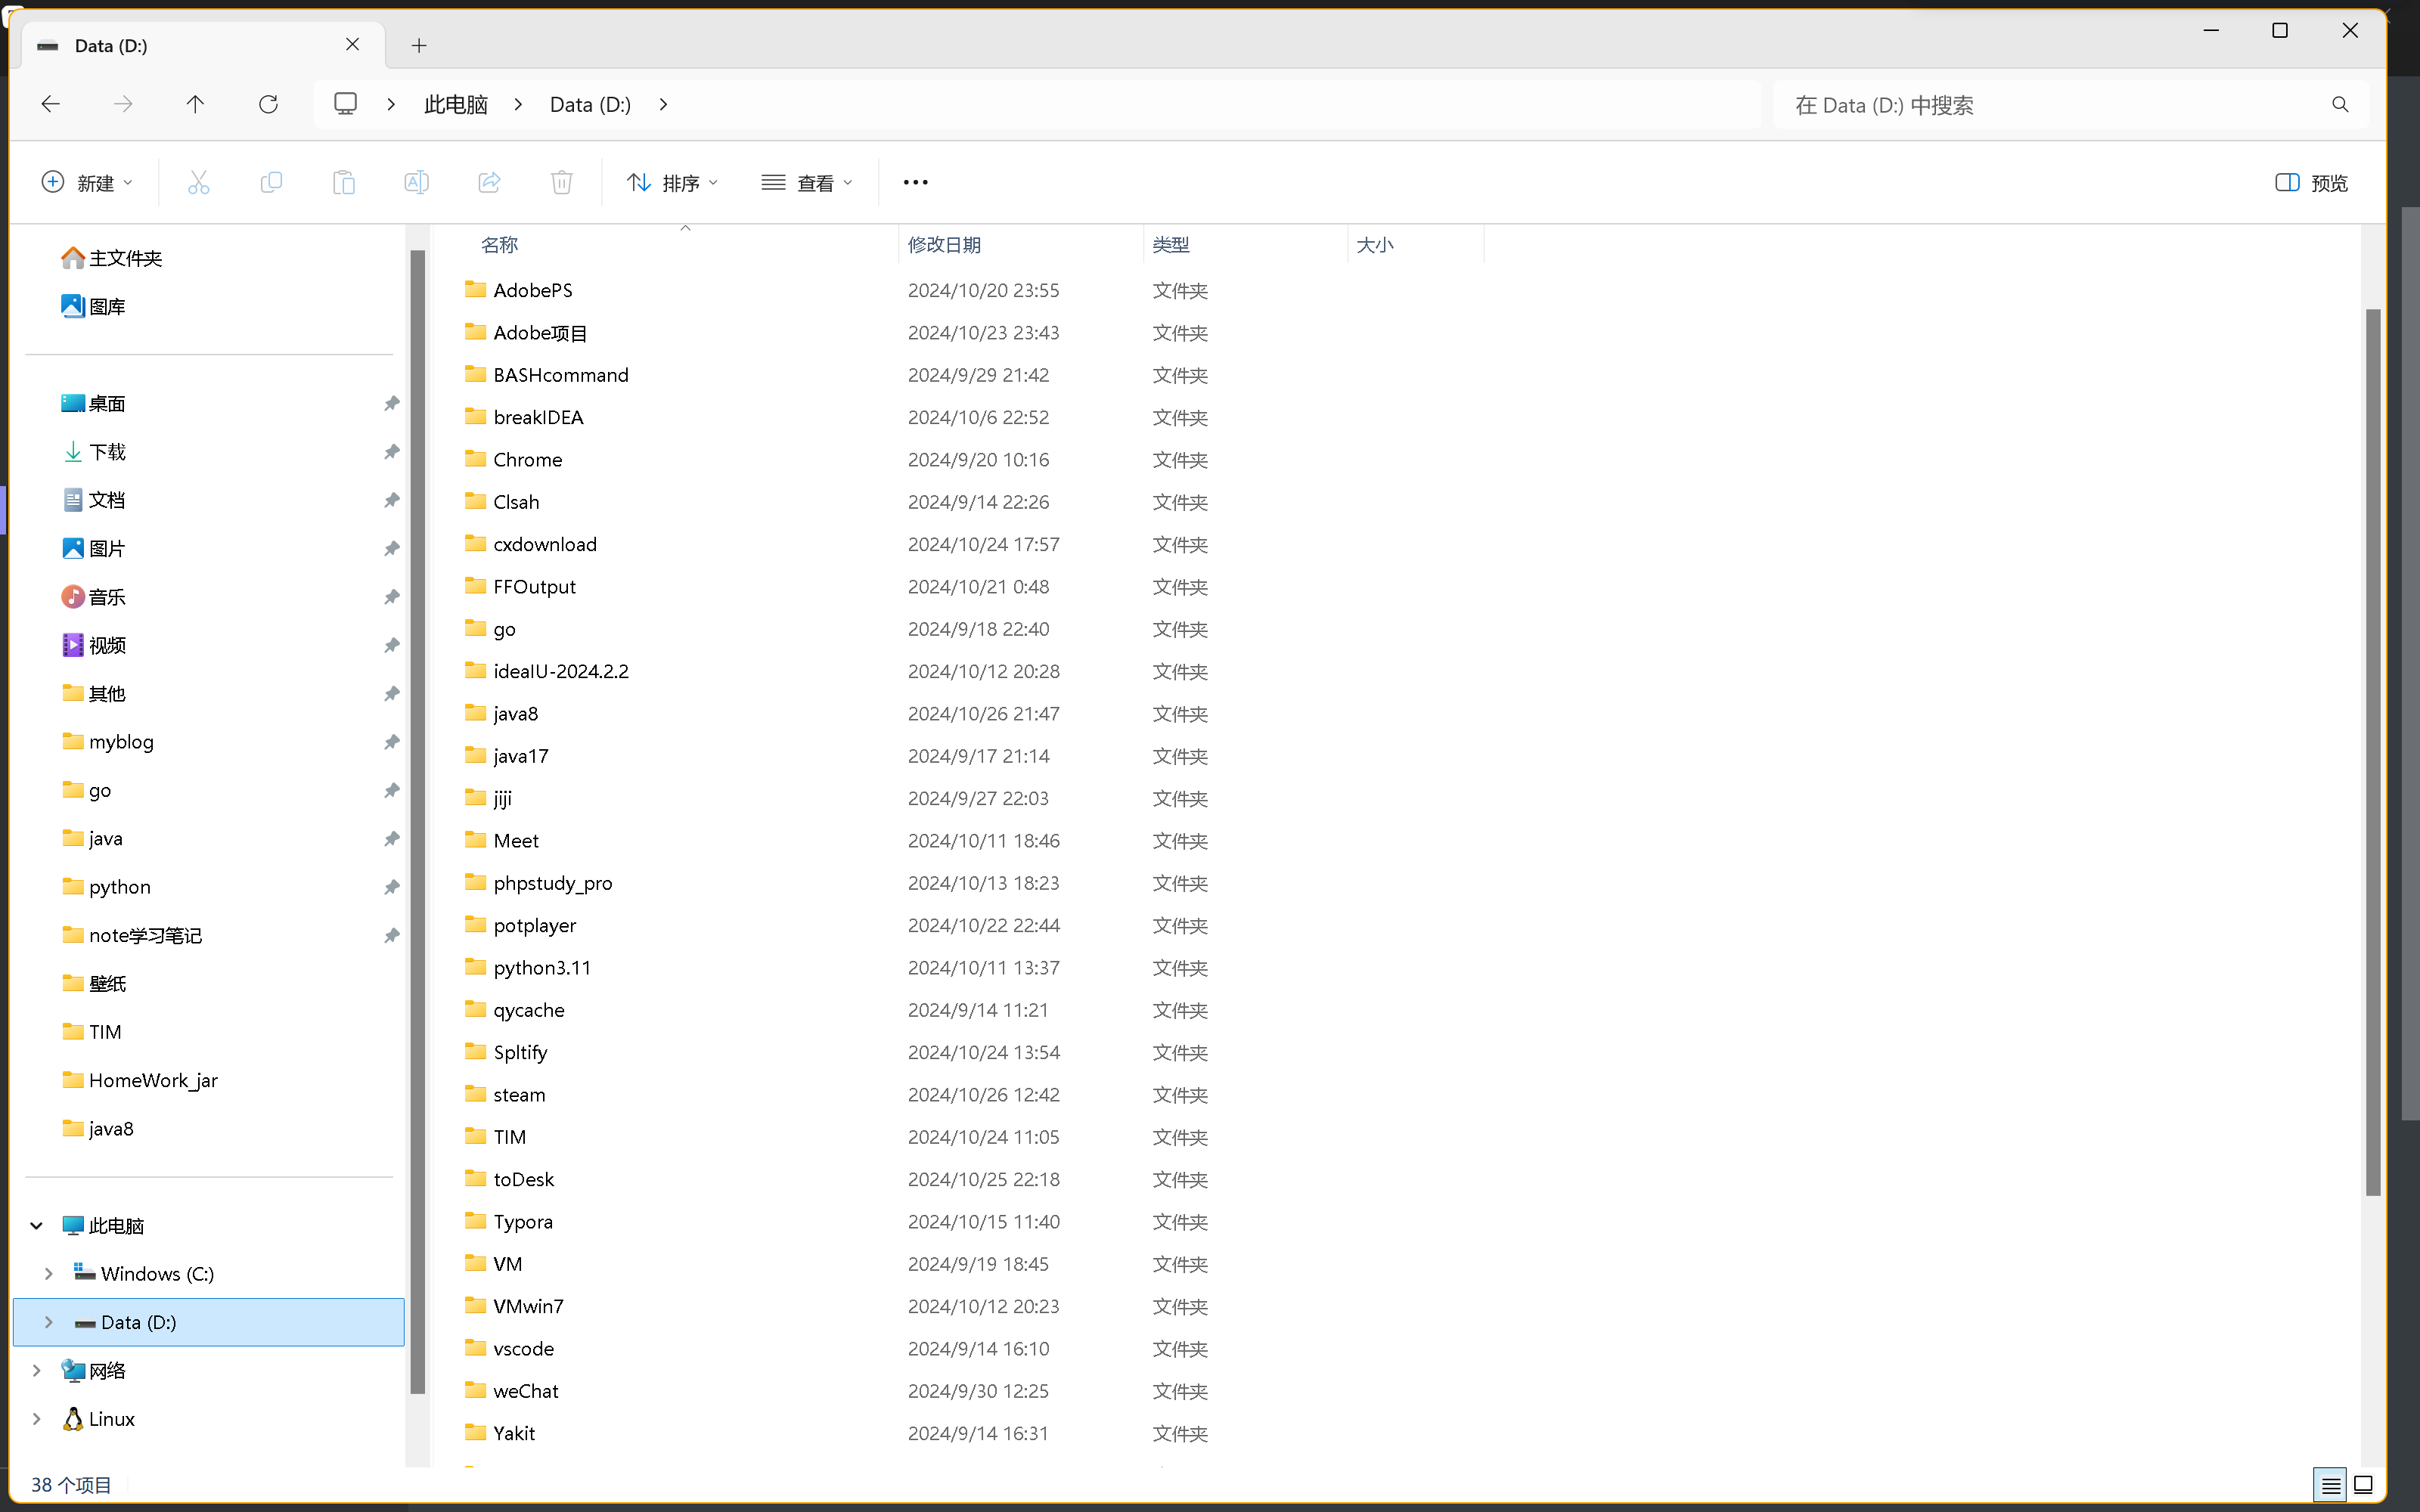 Data (D:)
此电脑 Data (D:)
在 Data (D:) 中搜索
新建 排序 查看 预览
主文件夹
图库
桌面
下载
文档
图片
音乐
视频
其他
myblog
go
java
python
note学习笔记
壁纸
TIM
HomeWork_jar
java8
此电脑
Windows (C:)
Data (D:)
网络
Linux
名称 修改日期 类型 大小
AdobePS 2024/10/20 23:55 文件夹
Adobe项目 2024/10/23 23:43 文件夹
BASHcommand 2024/9/29 21:42 文件夹
breakIDEA 2024/10/6 22:52 文件夹
Chrome 2024/9/20 10:16 文件夹
Clsah 2024/9/14 22:26 文件夹
cxdownload 2024/10/24 17:57 文件夹
FFOutput 2024/10/21 0:48 文件夹
go 2024/9/18 22:40 文件夹
ideaIU-2024.2.2 2024/10/12 20:28 文件夹
java8 2024/10/26 21:47 文件夹
java17 2024/9/17 21:14 文件夹
jiji 2024/9/27 22:03 文件夹
Meet 2024/10/11 18:46 文件夹
phpstudy_pro 2024/10/13 18:23 文件夹
potplayer 2024/10/22 22:44 文件夹
python3.11 2024/10/11 13:37 文件夹
qycache 2024/9/14 11:21 文件夹
Spltify 2024/10/24 13:54 文件夹
steam 2024/10/26 12:42 文件夹
TIM 2024/10/24 11:05 文件夹
toDesk 2024/10/25 22:18 文件夹
Typora 2024/10/15 11:40 文件夹
VM 2024/9/19 18:45 文件夹
VMwin7 2024/10/12 20:23 文件夹
vscode 2024/9/14 16:10 文件夹
weChat 2024/9/30 12:25 文件夹
Yakit 2024/9/14 16:31 文件夹
38 个项目